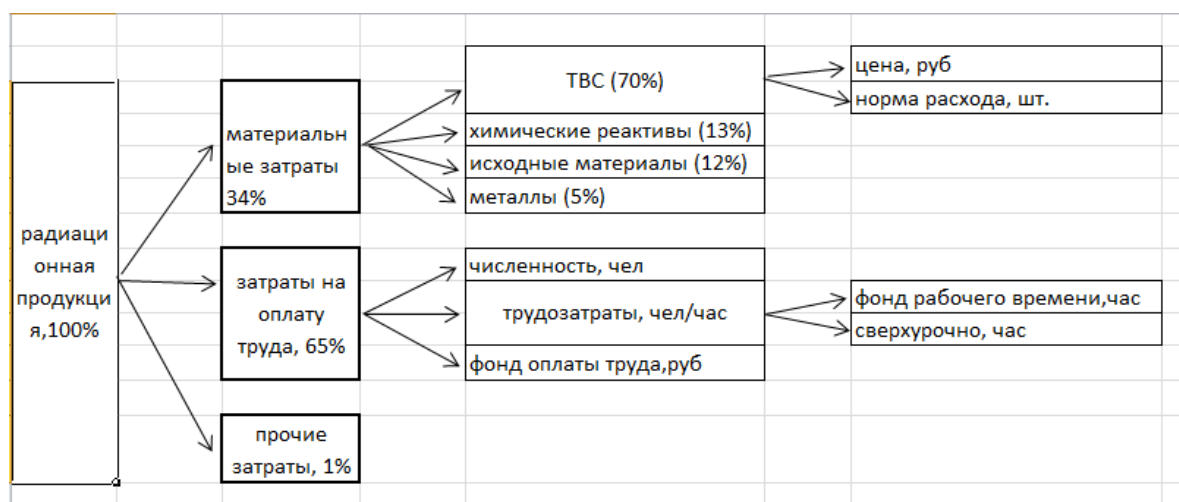 радиаци
онная
продукци
я,100%
материальн
ые затраты
34%
ТВС (70%)
химические реактивы (13%)
исходные материалы (12%)
металлы (5%)
цена, руб
норма расхода, шт.
затраты на
оплату
труда, 65%
численность, чел
трудозатраты, чел/час
фонд оплаты труда,руб
фонд рабочего времени,час
сверхурочно, час
прочие
затраты, 1%